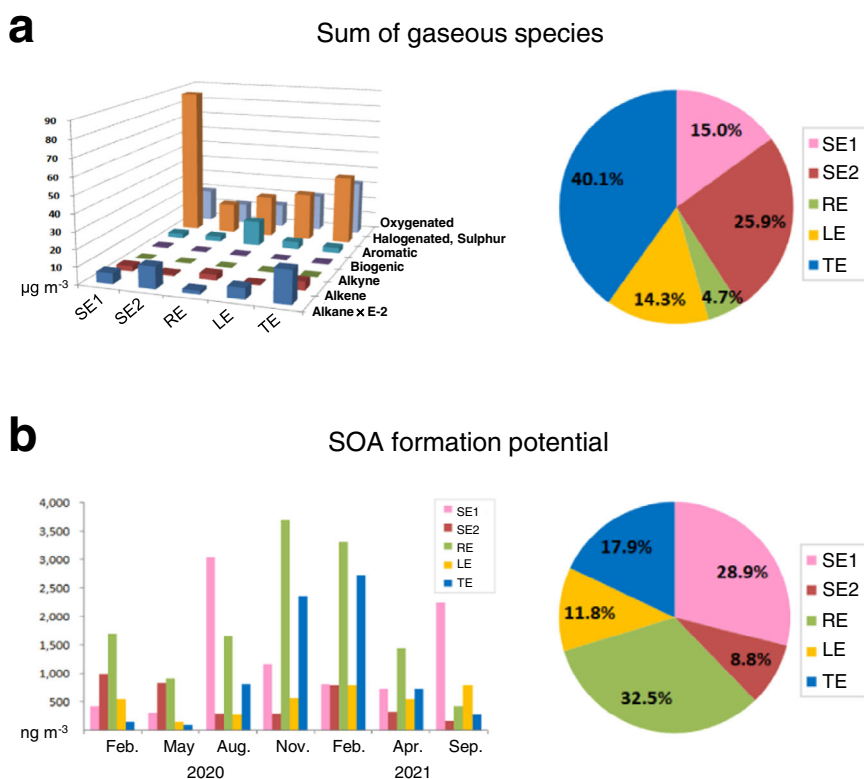 a
Sum of gaseous species
90
80
70
60
50
40
30
20
10
µg m-3
SE1
SE2
RE
LE
TE
Oxygenated
Halogenated, Sulphur
Aromatic
Biogenic
Alkyne
Alkene
Alkane × E-2
15.0%
25.9%
4.7%
14.3%
40.1%
SE1
SE2
RE
LE
TE
b
SOA formation potential
4,000
3,500
3,000
2,500
2,000
1,500
1,000
500
ng m-3
SE1
SE2
RE
LE
TE
Feb. May Aug. Nov. Feb. Apr. Sep.
2020 2021
28.9%
8.8%
32.5%
11.8%
17.9%
SE1
SE2
RE
LE
TE